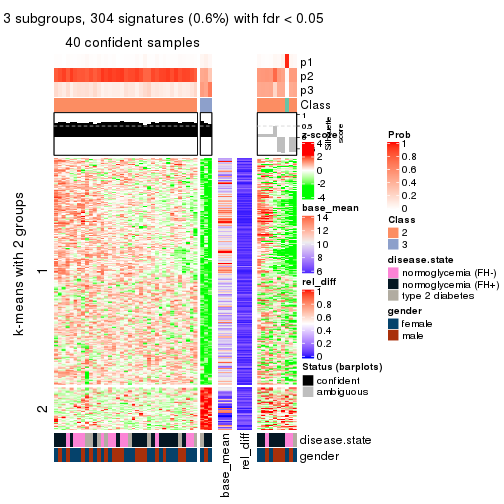 3 subgroups, 304 signatures (0.6%) with fdr < 0.05
40 confident samples
p1
p2
p3
Class
1
0.5
0
Silhouette
score
k-means with 2 groups
1
2
z-score
4
2
0
-2
-4
base_mean
14
12
10
8
6
rel_diff
1
0.8
0.6
0.4
0.2
0
Status (barplots)
confident
ambiguous
Prob
1
0.8
0.6
0.4
0.2
0
Class
2
3
disease.state
normoglycemia (FH-)
normoglycemia (FH+)
type 2 diabetes
gender
female
male
disease.state
gender
base_mean
rel_diff